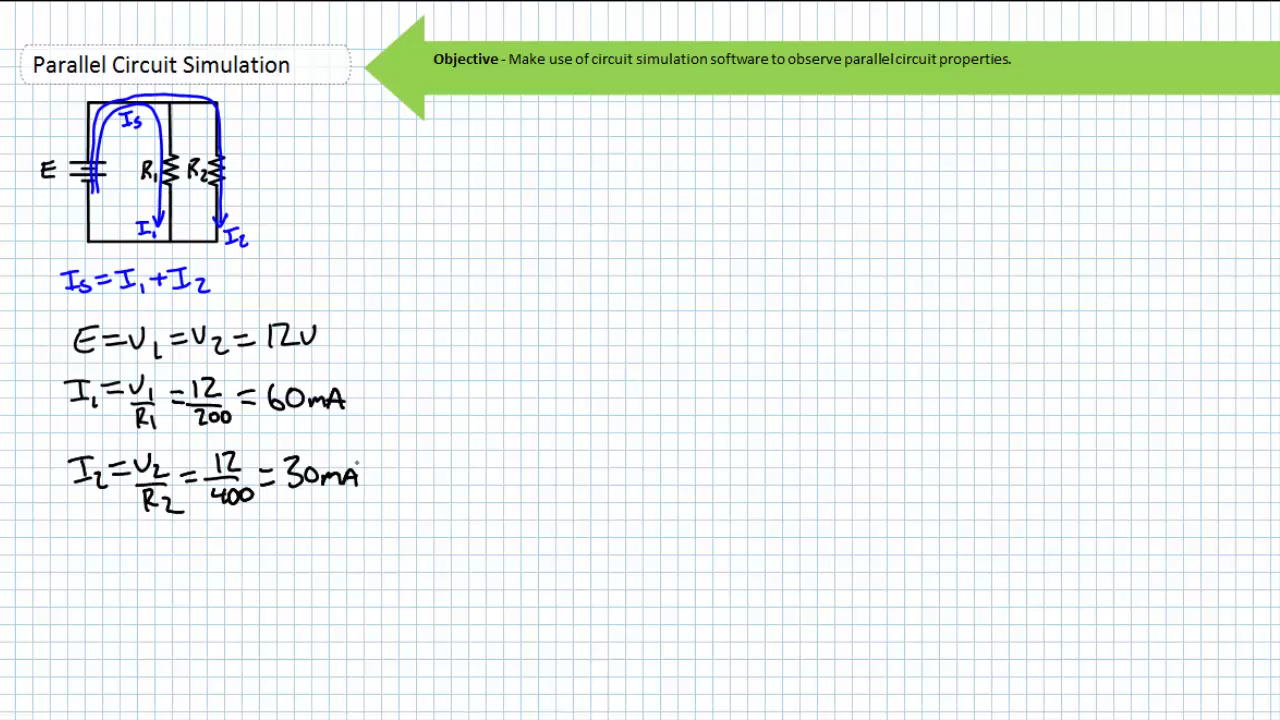 Parallel Circuit Simulation
Objective - Make use of circuit simulation software to observe parallel circuit properties.
Is
E R1 R2
I1 I2
Is=I1+I2
E=V1=V2=12V
I1=V1/R1=12/200=60mA
I2=V2/R2=12/400=30mA